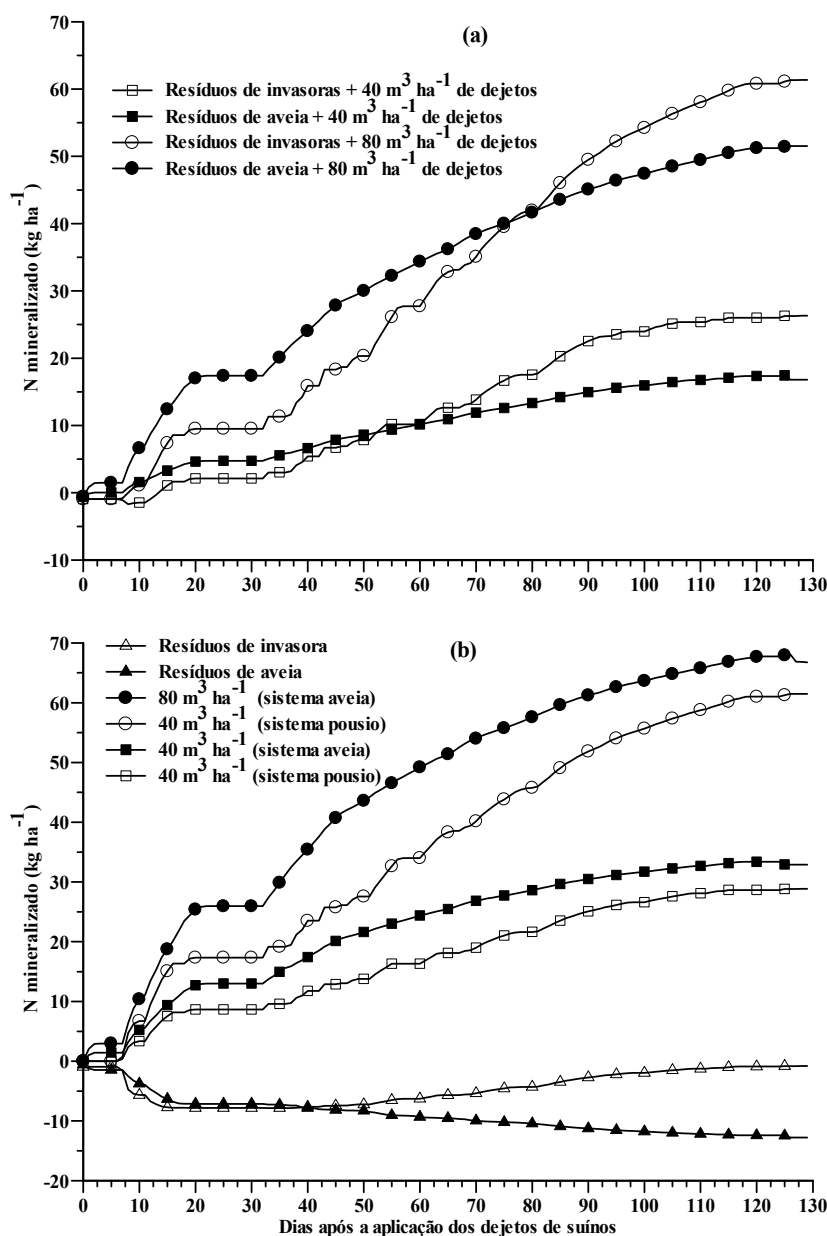 (a)
Resíduos de invasoras + 40 m³ ha⁻¹ de dejetos
Resíduos de aveia + 40 m³ ha⁻¹ de dejetos
Resíduos de invasoras + 80 m³ ha⁻¹ de dejetos
Resíduos de aveia + 80 m³ ha⁻¹ de dejetos
N mineralizado (kg ha⁻¹)
70
60
50
40
30
20
10
0
-10
0 10 20 30 40 50 60 70 80 90 100 110 120 130
(b)
Resíduos de invasora
Resíduos de aveia
80 m³ ha⁻¹ (sistema aveia)
40 m³ ha⁻¹ (sistema pousio)
40 m³ ha⁻¹ (sistema aveia)
40 m³ ha⁻¹ (sistema pousio)
N mineralizado (kg ha⁻¹)
70
60
50
40
30
20
10
0
-10
-20
0 10 20 30 40 50 60 70 80 90 100 110 120 130
Dias após a aplicação dos dejetos de suínos